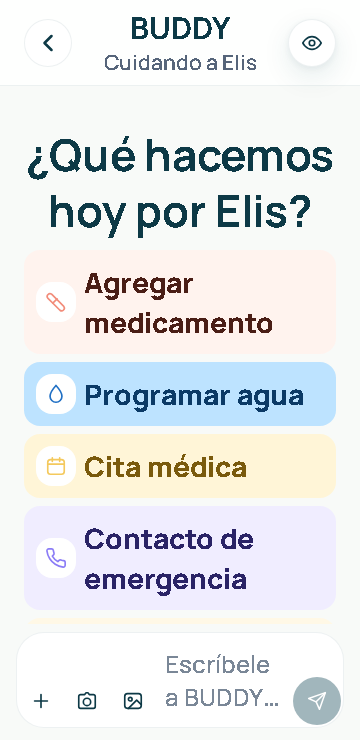 BUDDY
Cuidando a Elis
¿Qué hacemos
hoy por Elis?
Agregar
medicamento
Programar agua
Cita médica
Contacto de
emergencia
Escríbele
a BUDDY...